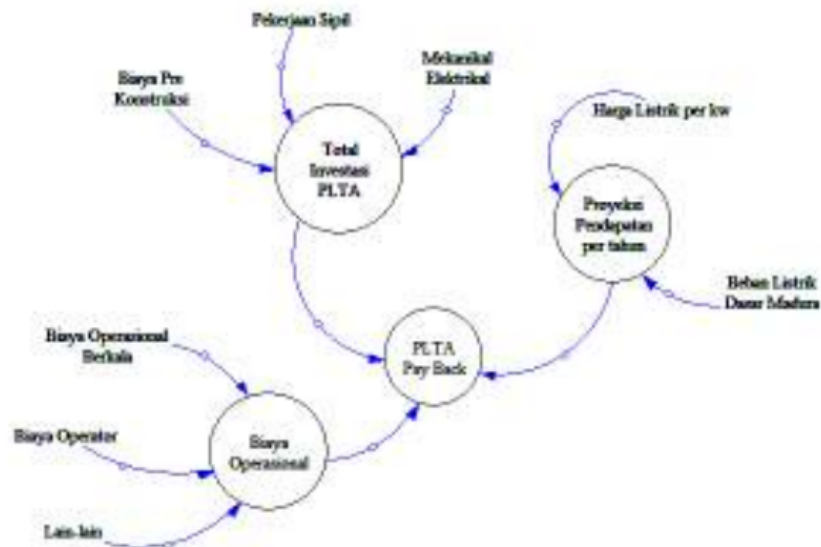 Pekerjaan Sipil
Mekanikal
Elektrikal
Biaya Pre
Konstruksi
Harga Listrik per kw
Total
Investasi
PLTA
Proyeksi
Pendapatan
per tahun
Beban Listrik
Dasar Madura
Biaya Operasional
Berkala
PLTA
Pay Back
Biaya Operator
Biaya
Operasional
Lain-lain